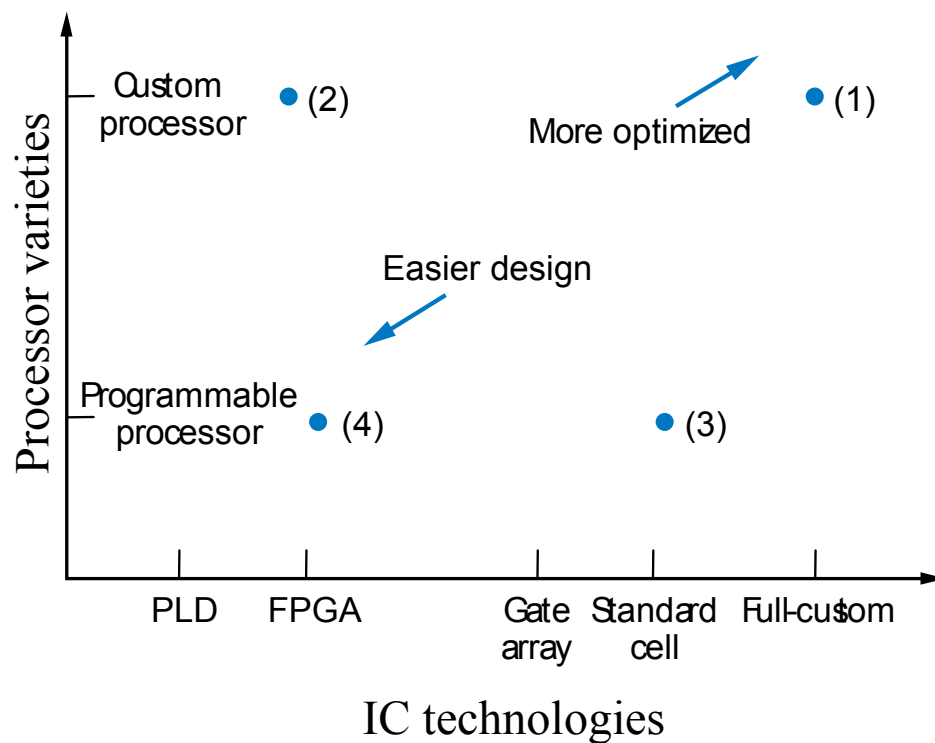 Custom
processor
(2)
(1)
More optimized
Easier design
Programmable
processor
(4)
(3)
Processor varieties
PLD
FPGA
Gate
array
Standard
cell
Full-custom
IC technologies